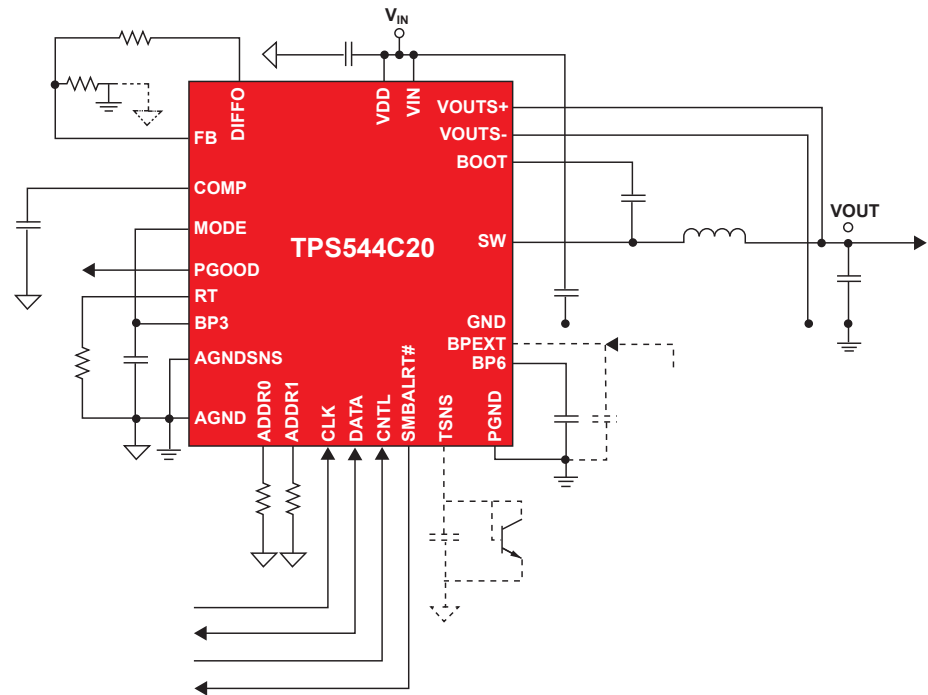 VIN
DIFFO
VDD
VIN
VOUTS+
VOUTS-
FB
BOOT
COMP
VOUT
MODE
TPS544C20
SW
PGOOD
RT
BP3
GND
BPEXT
AGNDSNS
BP6
AGND
ADDR0
ADDR1
CLK
DATA
CNTL
SMBALRT#
TSNS
PGND